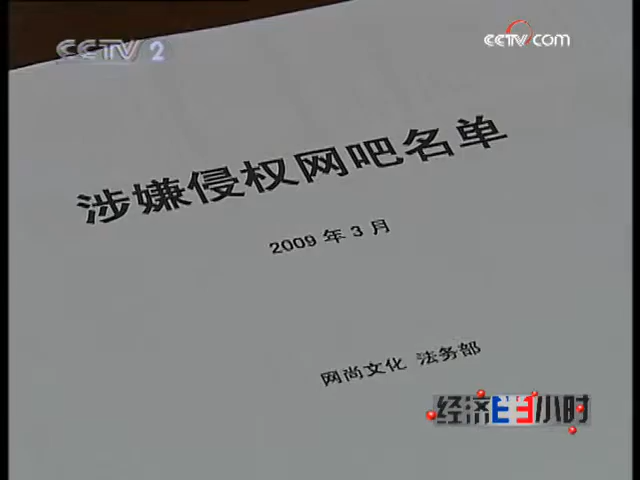 CCTV 2
CCTV.COM
涉嫌侵权网吧名单
2009 年 3 月
网尚文化 法务部
经济半小时